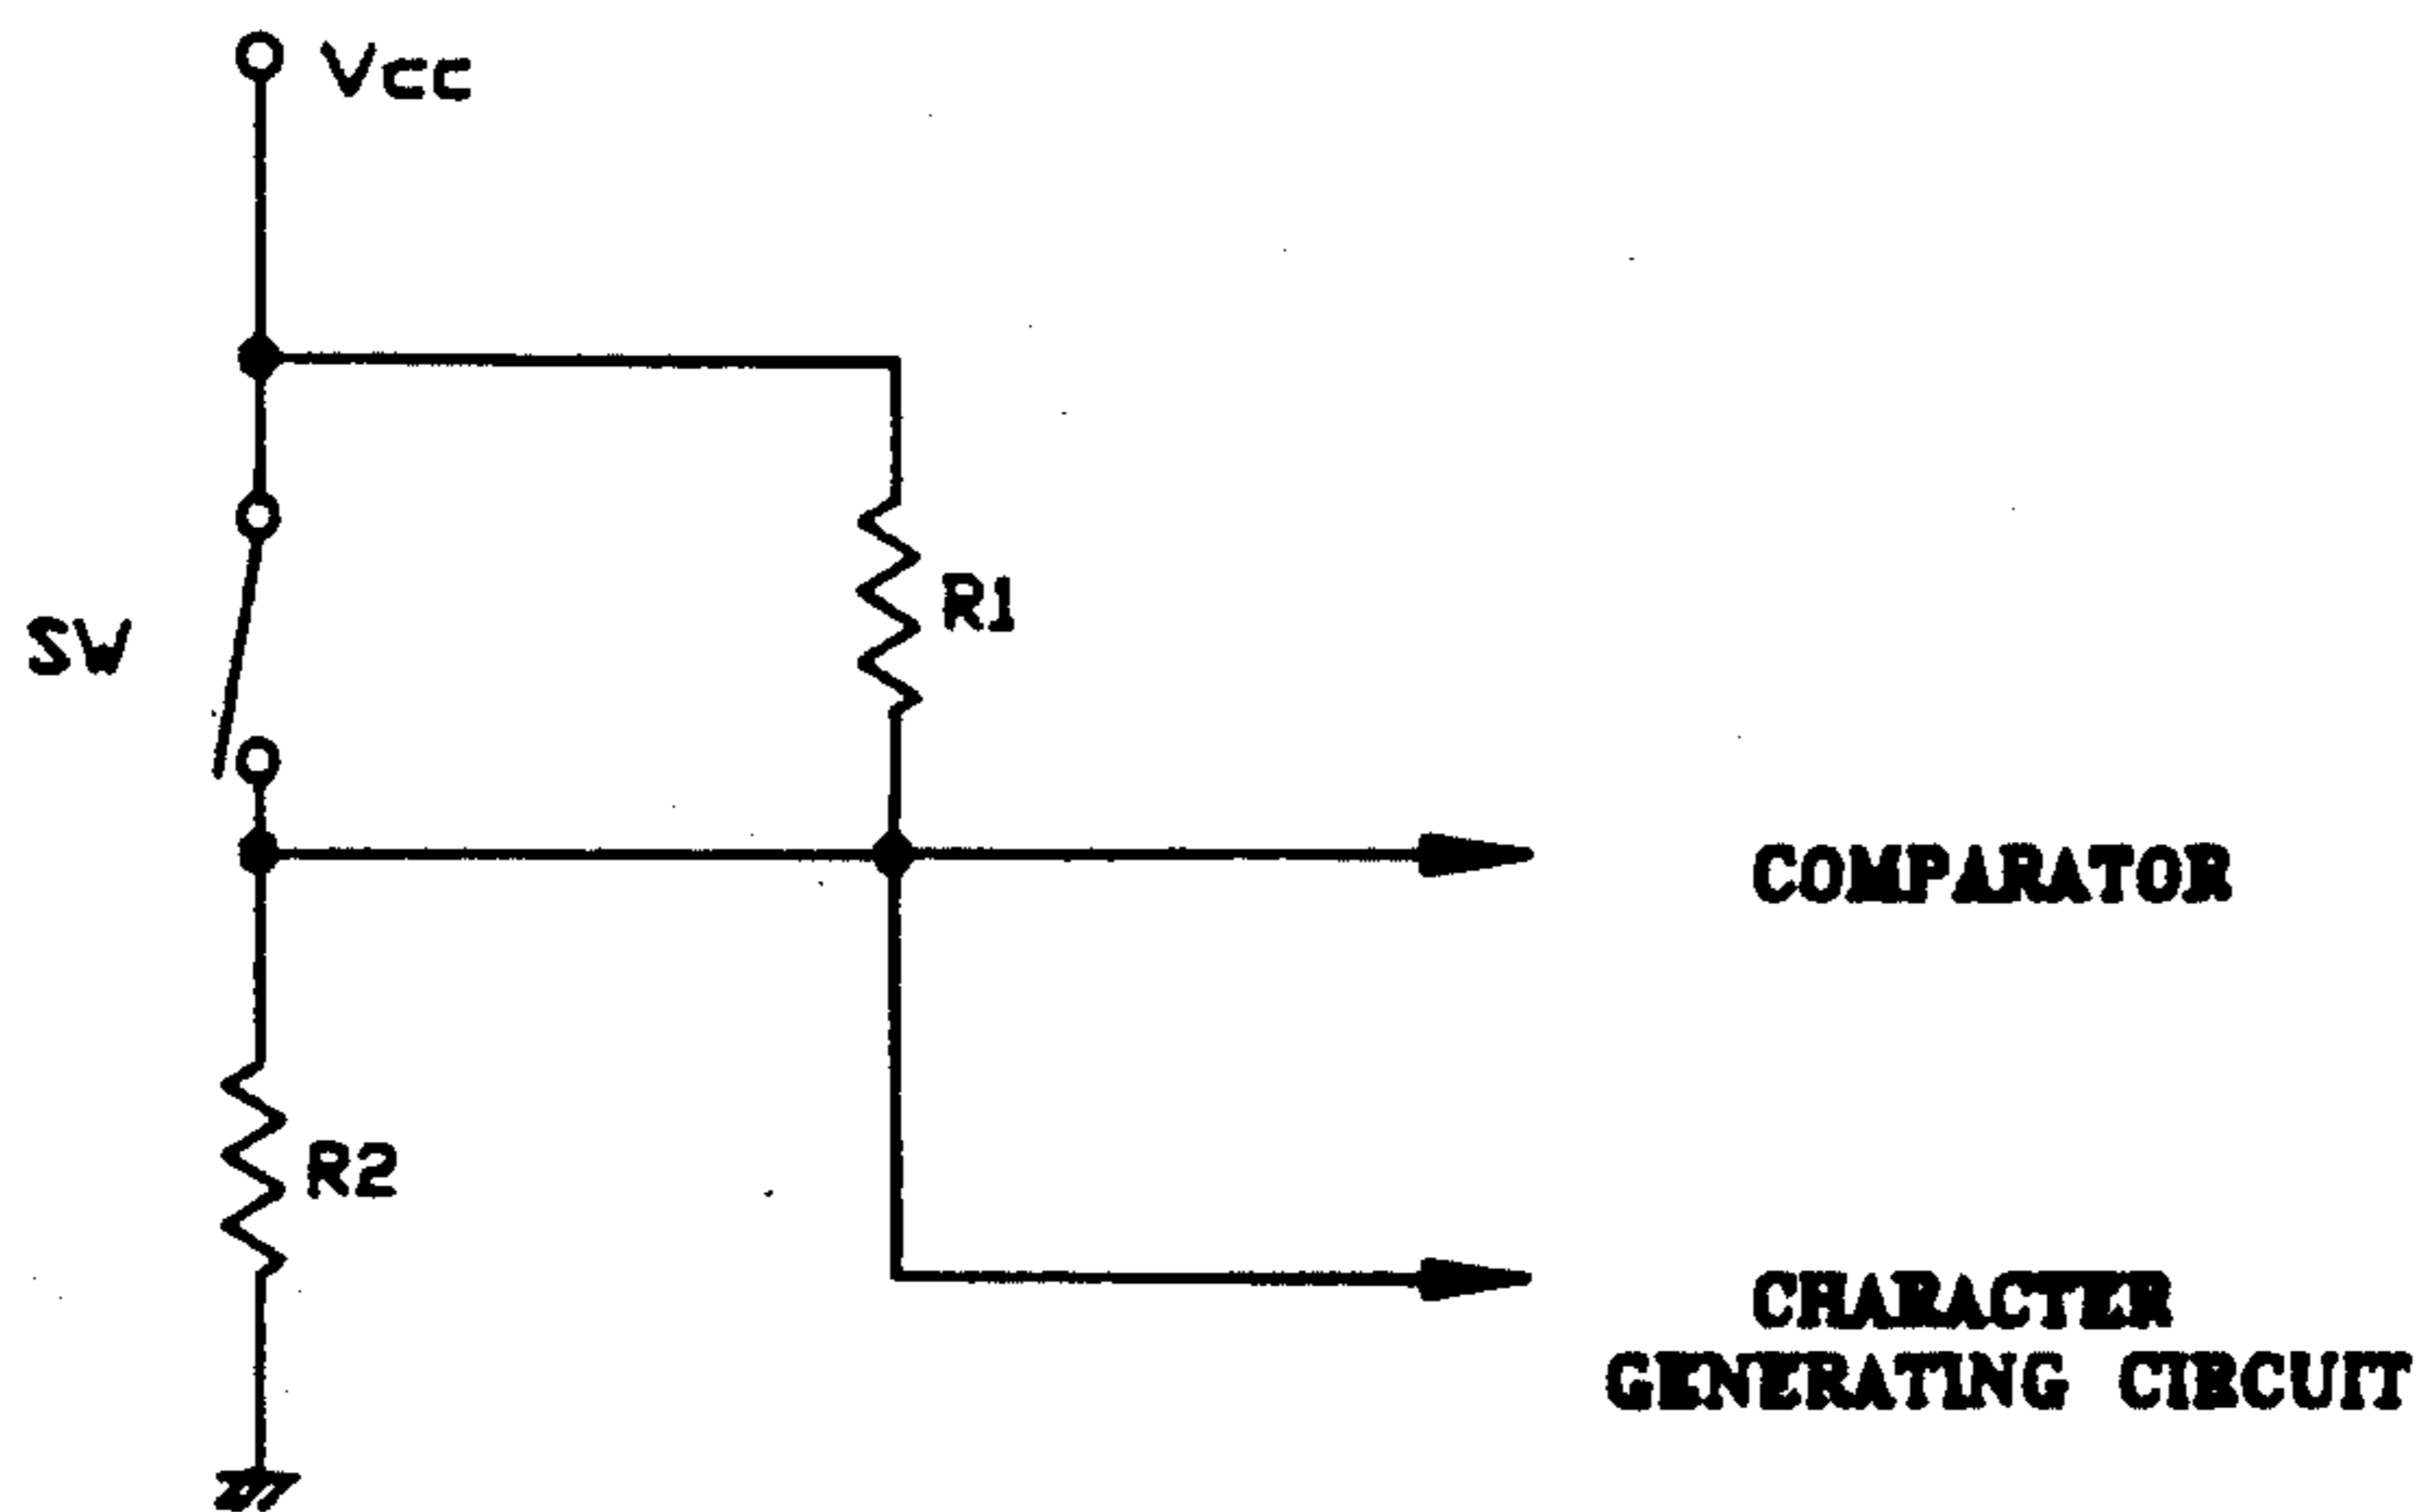 Vcc
R1
SW
COMPARATOR
R2
CHARACTER
GENERATING CIRCUIT